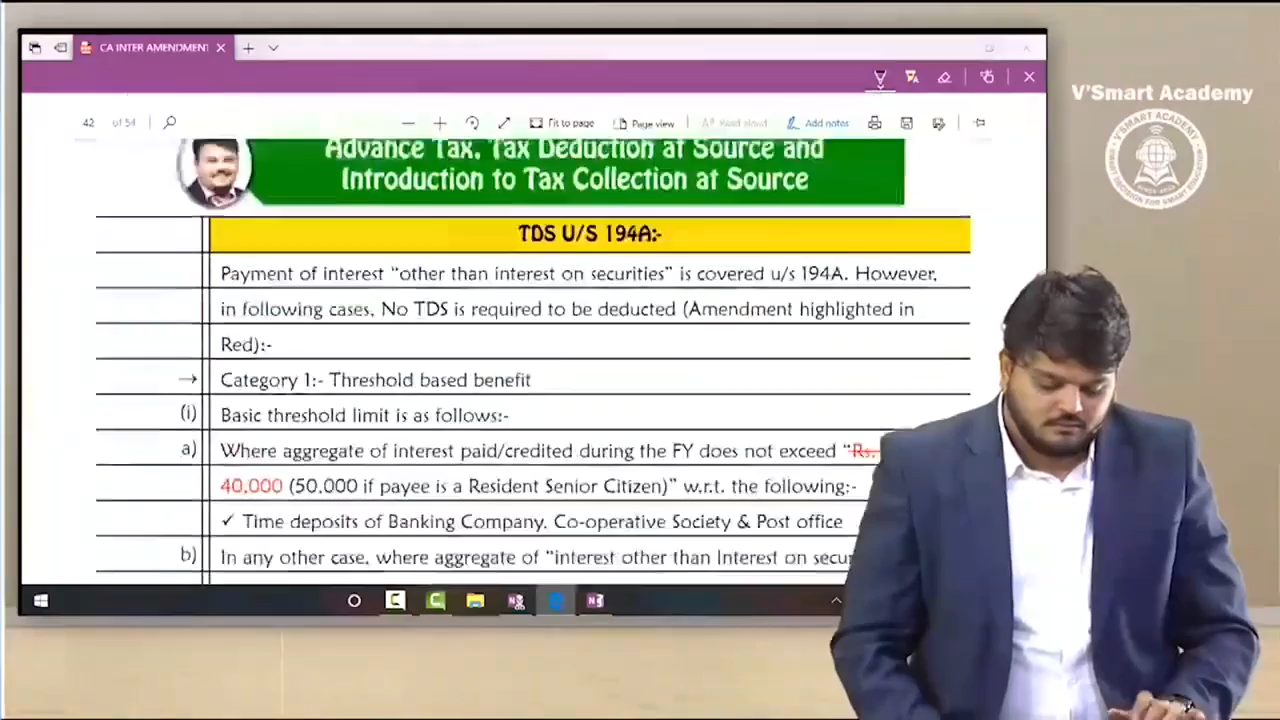 CA INTER AMENDMENT
V'Smart Academy
42 of 54
Fit to page
Page view
Read aloud
Add notes
V'SMART ACADEMY
Advance Tax, Tax Deduction at Source and
Introduction to Tax Collection at Source
TDS U/S 194A:-
Payment of interest “other than interest on securities” is covered u/s 194A. However,
in following cases, No TDS is required to be deducted (Amendment highlighted in
Red):-
→ Category 1:- Threshold based benefit
(i) Basic threshold limit is as follows:-
a) Where aggregate of interest paid/credited during the FY does not exceed “Rs.
40,000 (50,000 if payee is a Resident Senior Citizen)” w.r.t. the following:-
✓ Time deposits of Banking Company, Co-operative Society & Post office
b) In any other case, where aggregate of “interest other than Interest on